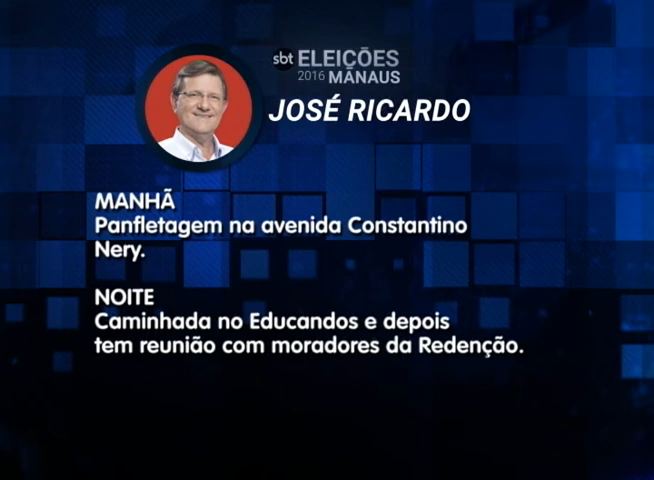 sbt ELEIÇÕES
2016 MANAUS
JOSÉ RICARDO
MANHÃ
Panfletagem na avenida Constantino
Nery.
NOITE
Caminhada no Educandos e depois
tem reunião com moradores da Redenção.